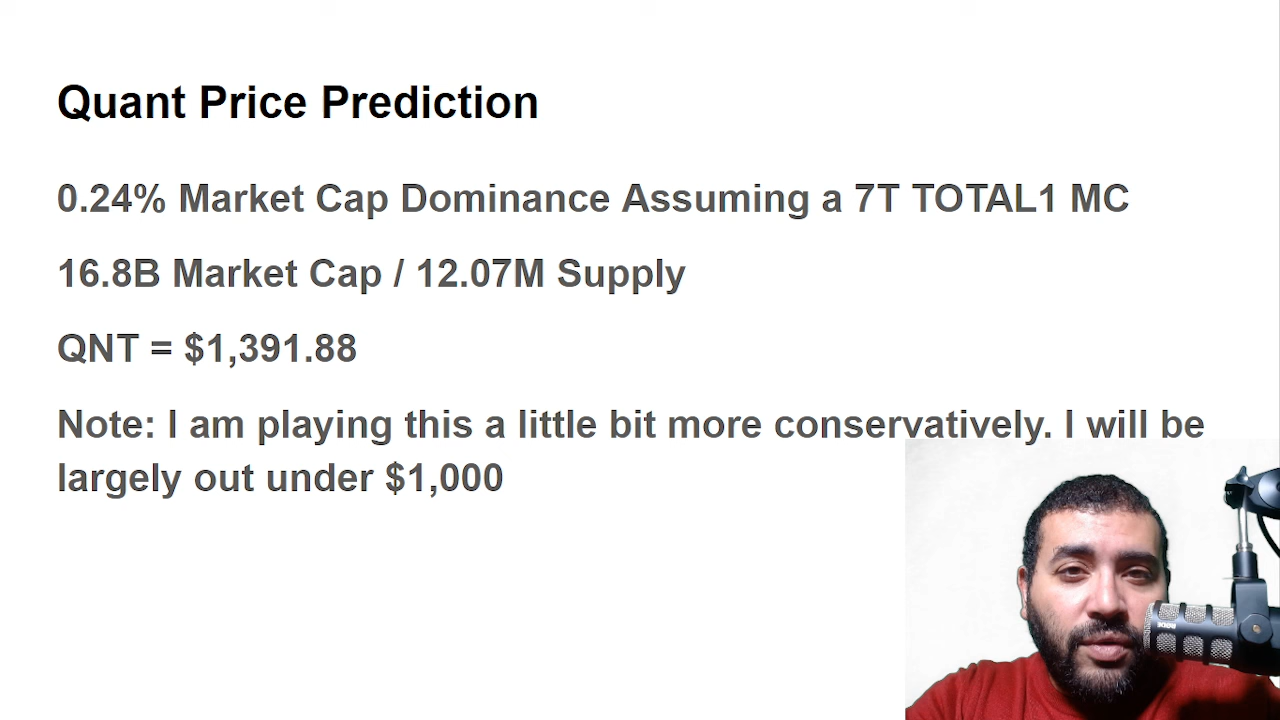 Quant Price Prediction
0.24% Market Cap Dominance Assuming a 7T TOTAL1 MC
16.8B Market Cap / 12.07M Supply
QNT = $1,391.88
Note: I am playing this a little bit more conservatively. I will be
largely out under $1,000
RODE